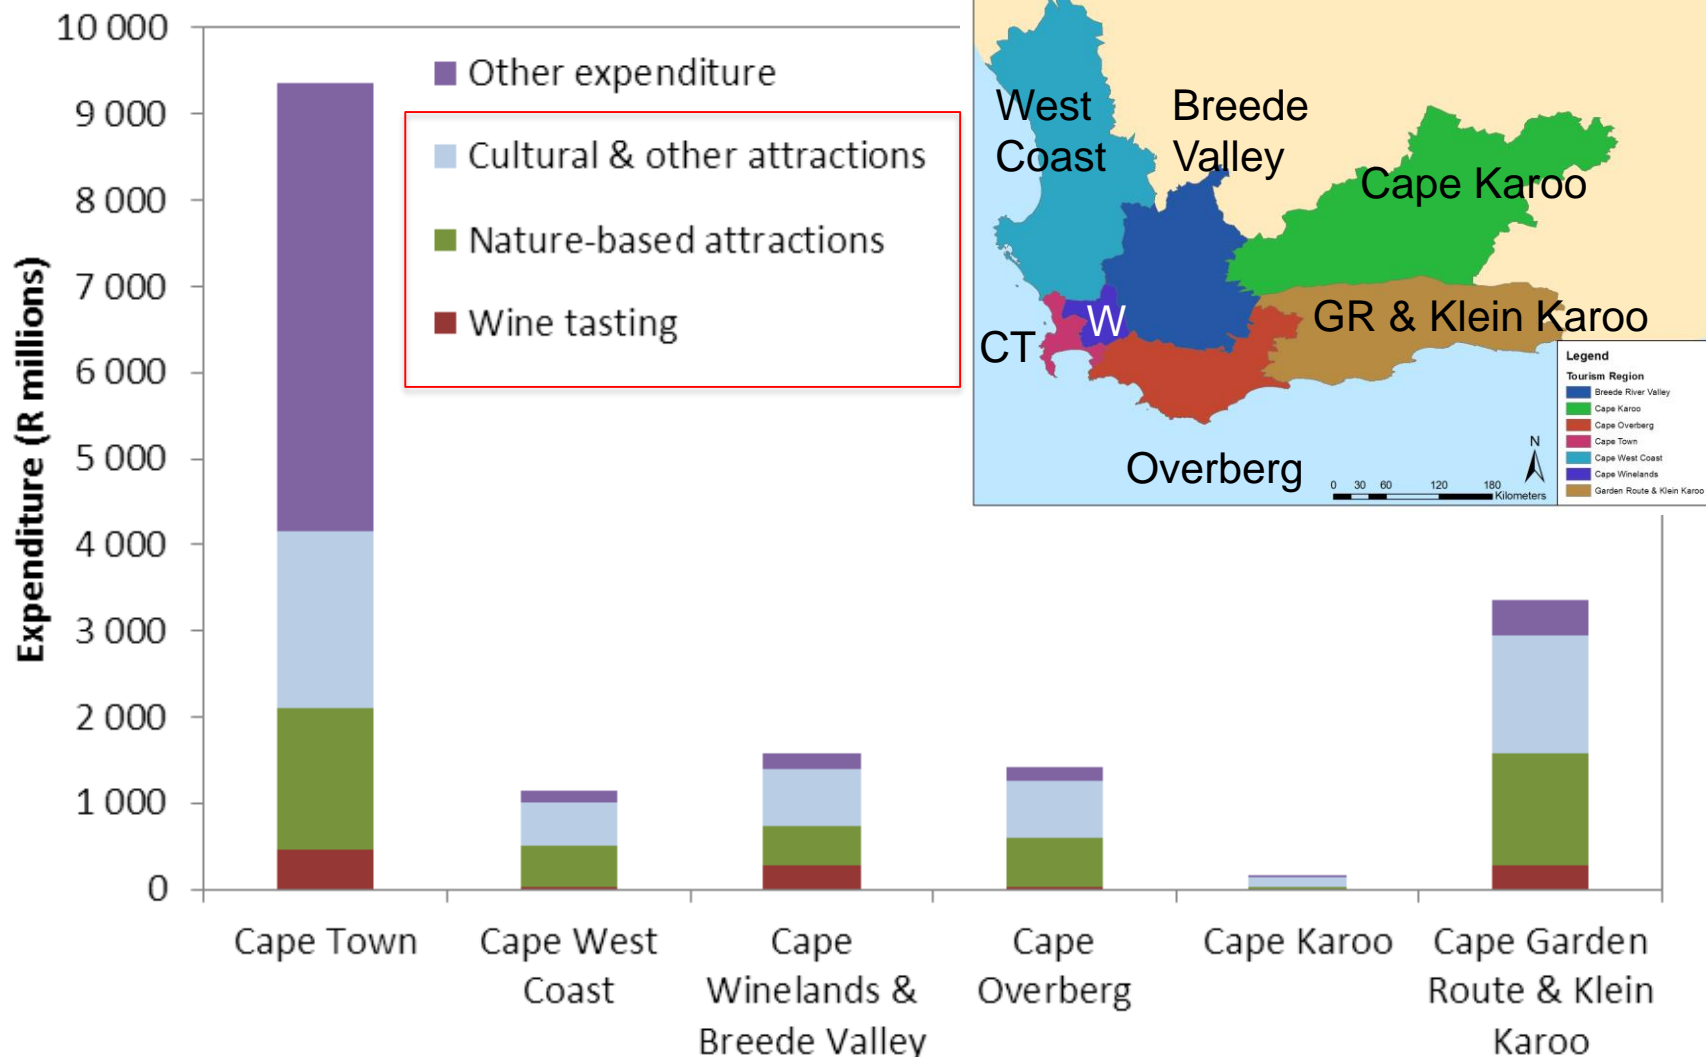 10 000
9 000
8 000
7 000
6 000
5 000
4 000
3 000
2 000
1 000
0
Expenditure (R millions)
Other expenditure
Cultural & other attractions
Nature-based attractions
Wine tasting
Cape Town
Cape West
Coast
Cape
Winelands &
Breede Valley
Cape
Overberg
Cape Karoo
Cape Garden
Route & Klein
Karoo
West
Coast
Breede
Valley
Cape Karoo
W
GR & Klein Karoo
CT
Overberg
Legend
Tourism Region
Breede River Valley
Cape Karoo
Cape Overberg
Cape Town
Cape West Coast
Cape Winelands
Garden Route & Klein Karoo
N
0 30 60 120 180
Kilometers